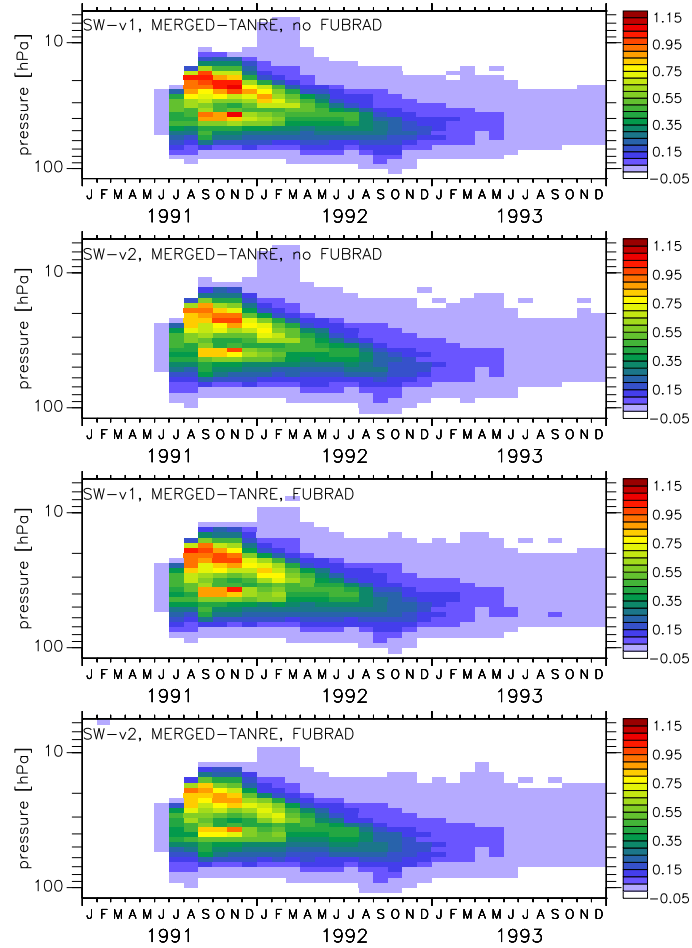 SW-v1, MERGED-TANRE, no FUBRAD
pressure [hPa]
10
100
1.15
0.95
0.75
0.55
0.35
0.15
-0.05
J F M A M J J A S O N D J F M A M J J A S O N D J F M A M J J A S O N D
1991 1992 1993
SW-v2, MERGED-TANRE, no FUBRAD
pressure [hPa]
10
100
1.15
0.95
0.75
0.55
0.35
0.15
-0.05
J F M A M J J A S O N D J F M A M J J A S O N D J F M A M J J A S O N D
1991 1992 1993
SW-v1, MERGED-TANRE, FUBRAD
pressure [hPa]
10
100
1.15
0.95
0.75
0.55
0.35
0.15
-0.05
J F M A M J J A S O N D J F M A M J J A S O N D J F M A M J J A S O N D
1991 1992 1993
SW-v2, MERGED-TANRE, FUBRAD
pressure [hPa]
10
100
1.15
0.95
0.75
0.55
0.35
0.15
-0.05
J F M A M J J A S O N D J F M A M J J A S O N D J F M A M J J A S O N D
1991 1992 1993